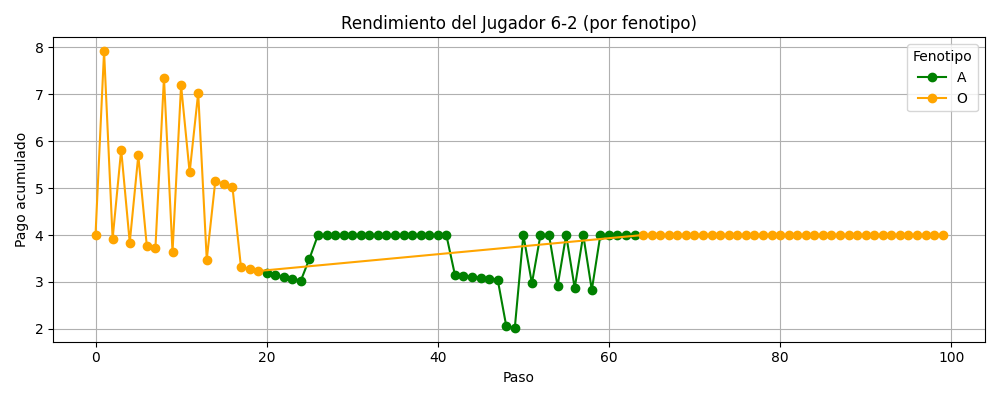 Rendimiento del Jugador 6-2 (por fenotipo)
Pago acumulado
8
7
6
5
4
3
2
Fenotipo
A
O
0 20 40 60 80 100
Paso